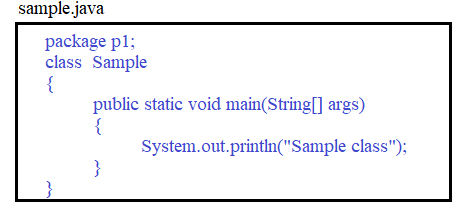 sample.java
package p1;
class Sample
{
public static void main(String[] args)
{
System.out.println("Sample class");
}
}